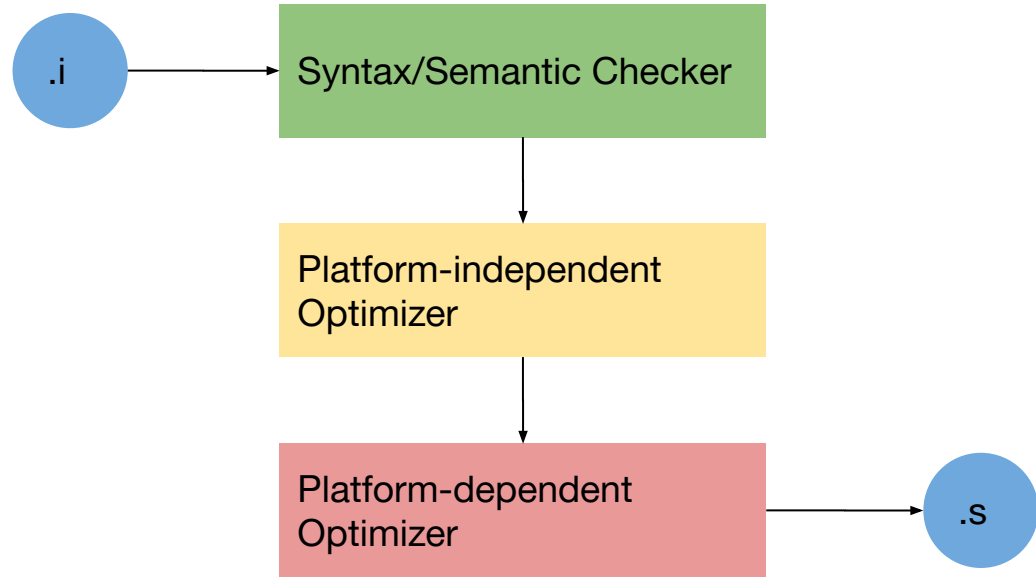 .i
Syntax/Semantic Checker
Platform-independent
Optimizer
Platform-dependent
Optimizer
.s